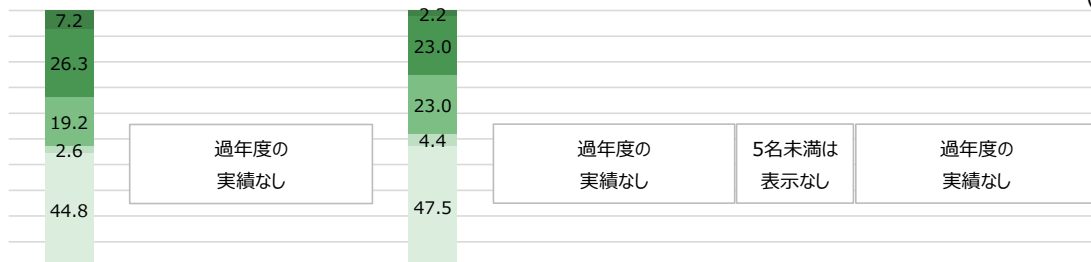 7.2
26.3
19.2
2.6
44.8
過年度の
実績なし
2.2
23.0
23.0
4.4
47.5
過年度の
実績なし
5名未満は
表示なし
過年度の
実績なし